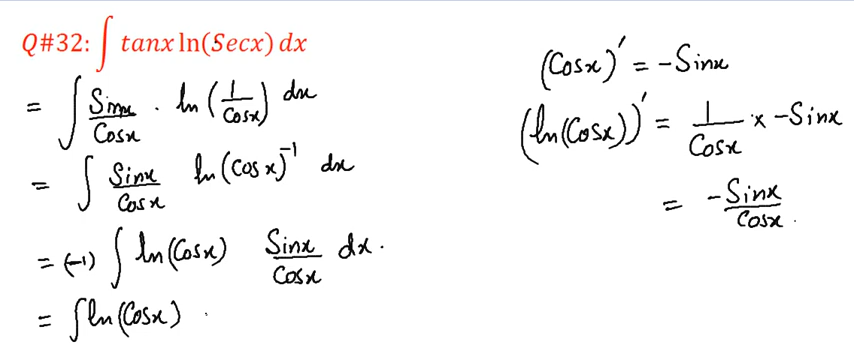 Q#32: ∫ tanx ln(Secx) dx
= ∫ Sinx/Cosx · ln(1/Cosx) dx
= ∫ Sinx/Cosx ln(cosx)⁻¹ dx
= (-1) ∫ ln(Cosx) Sinx/Cosx dx.
= ∫ ln(Cosx) .
(Cosx)' = -Sinx
(ln(Cosx))' = 1/Cosx x -Sinx
= -Sinx/Cosx .